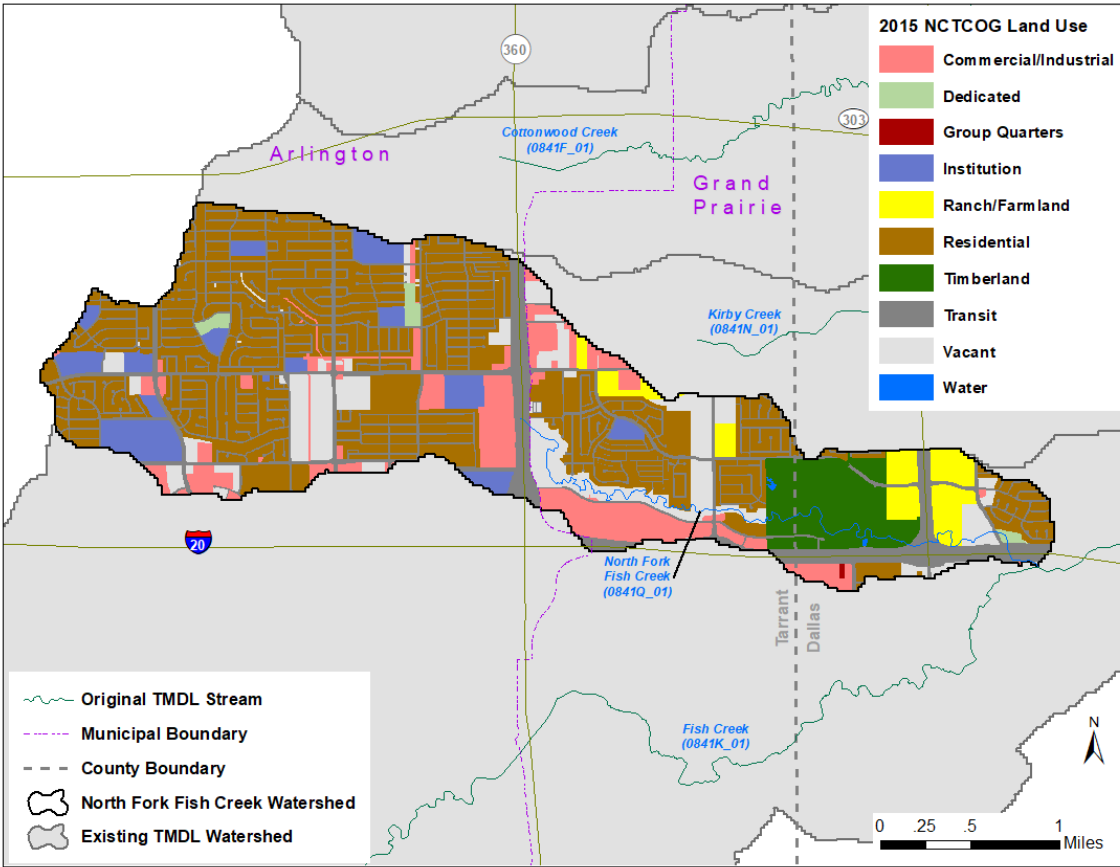 2015 NCTCOG Land Use
Commercial/Industrial
Dedicated
Group Quarters
Institution
Ranch/Farmland
Residential
Timberland
Transit
Vacant
Water
360
303
Cottonwood Creek
(0841F_01)
Arlington
Grand
Prairie
Kirby Creek
(0841N_01)
20
North Fork
Fish Creek
(0841Q_01)
Tarrant
Dallas
Fish Creek
(0841K_01)
Original TMDL Stream
Municipal Boundary
County Boundary
North Fork Fish Creek Watershed
Existing TMDL Watershed
N
0 .25 .5 1
Miles